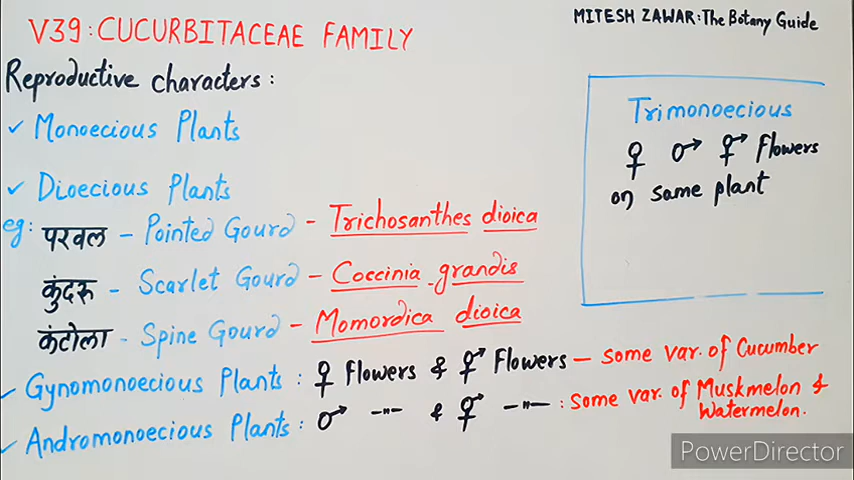 MITESH ZAWAR: The Botany Guide
V39: CUCURBITACEAE FAMILY
Reproductive characters:
✓ Monoecious Plants
✓ Dioecious Plants
eg: परवल – Pointed Gourd – Trichosanthes dioica
कुंदरू – Scarlet Gourd – Coccinia grandis
कंटोला – Spine Gourd – Momordica dioica
✓ Gynomonoecious Plants : ♀ Flowers & ⚥ Flowers – Some var. of Cucumber
✓ Andromonoecious Plants : ♂ –"– & ⚥ –"– : Some var. of Muskmelon &
Watermelon.
Trimonoecious
♀ ♂ ⚥ Flowers
on same plant
PowerDirector